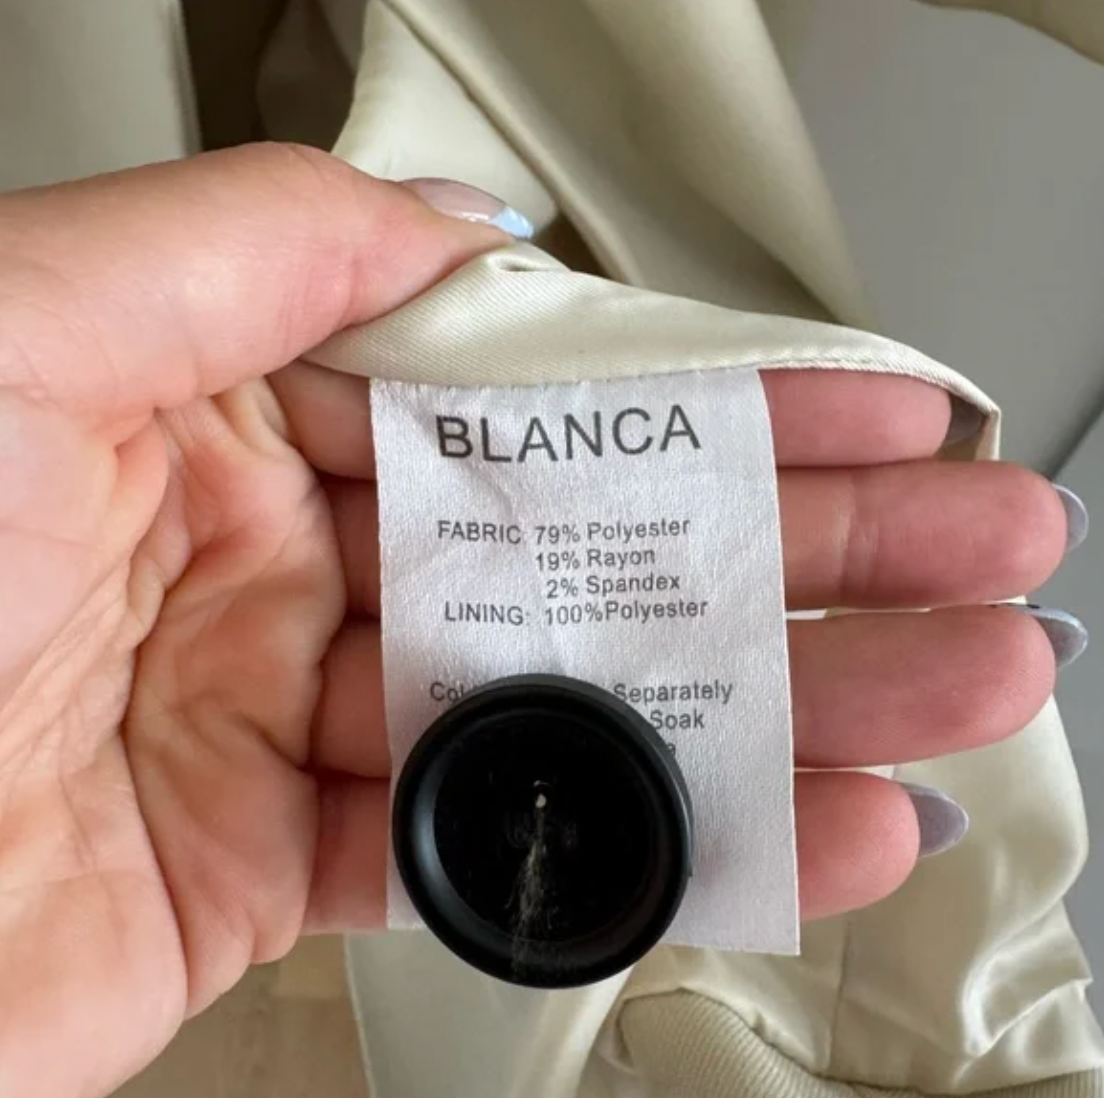 BLANCA
FABRIC 79% Polyester
19% Rayon
2% Spandex
LINING: 100%Polyester
Separately
Soak